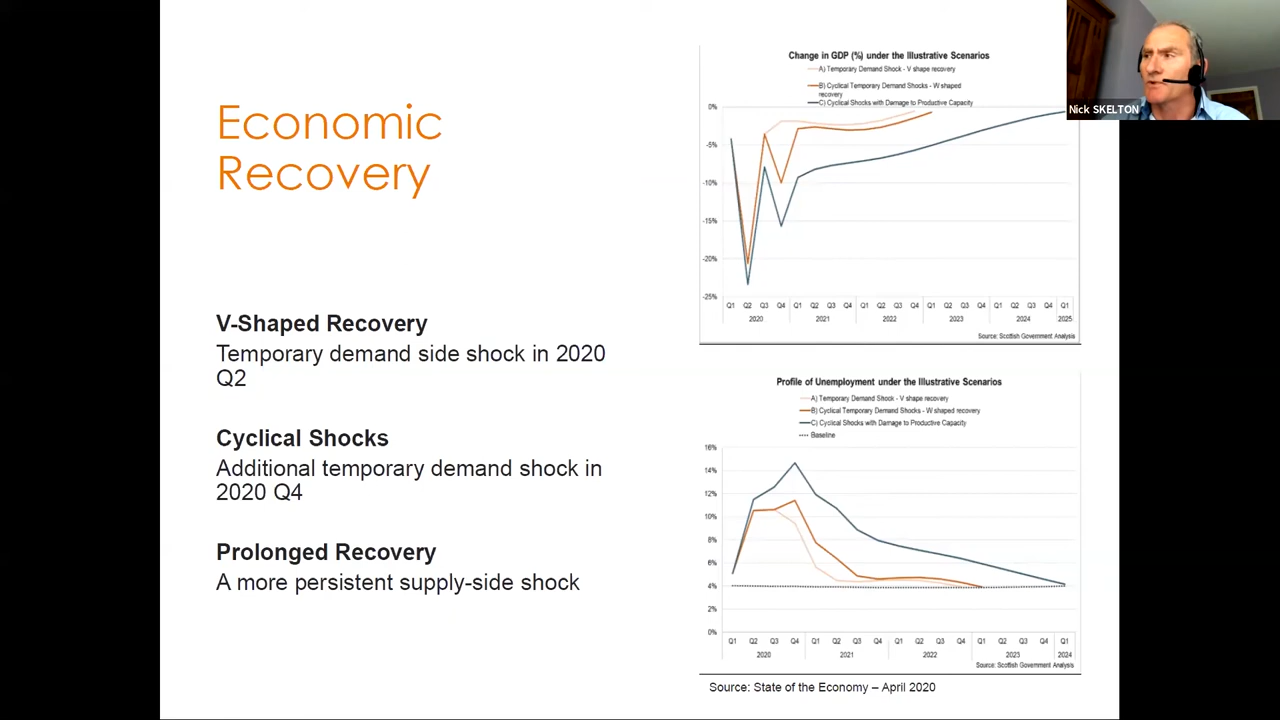 Economic
Recovery
V-Shaped Recovery
Temporary demand side shock in 2020
Q2
Cyclical Shocks
Additional temporary demand shock in
2020 Q4
Prolonged Recovery
A more persistent supply-side shock
Change in GDP (%) under the Illustrative Scenarios
A) Temporary Demand Shock - V shape recovery
B) Cyclical Temporary Demand Shocks - W shaped
recovery
C) Cyclical Shocks with Damage to Productive Capacity
0%
-5%
-10%
-15%
-20%
-25%
Q1 Q2 Q3 Q4 Q1 Q2 Q3 Q4 Q1 Q2 Q3 Q4 Q1 Q2 Q3 Q4 Q1 Q2 Q3 Q4 Q1
2020 2021 2022 2023 2024 2025
Source: Scottish Government Analysis
Profile of Unemployment under the Illustrative Scenarios
A) Temporary Demand Shock - V shape recovery
B) Cyclical Temporary Demand Shocks - W shaped recovery
C) Cyclical Shocks with Damage to Productive Capacity
Baseline
16%
14%
12%
10%
8%
6%
4%
2%
0%
Q1 Q2 Q3 Q4 Q1 Q2 Q3 Q4 Q1 Q2 Q3 Q4 Q1 Q2 Q3 Q4 Q1
2020 2021 2022 2023 2024
Source: Scottish Government Analysis
Source: State of the Economy – April 2020
Nick SKELTON